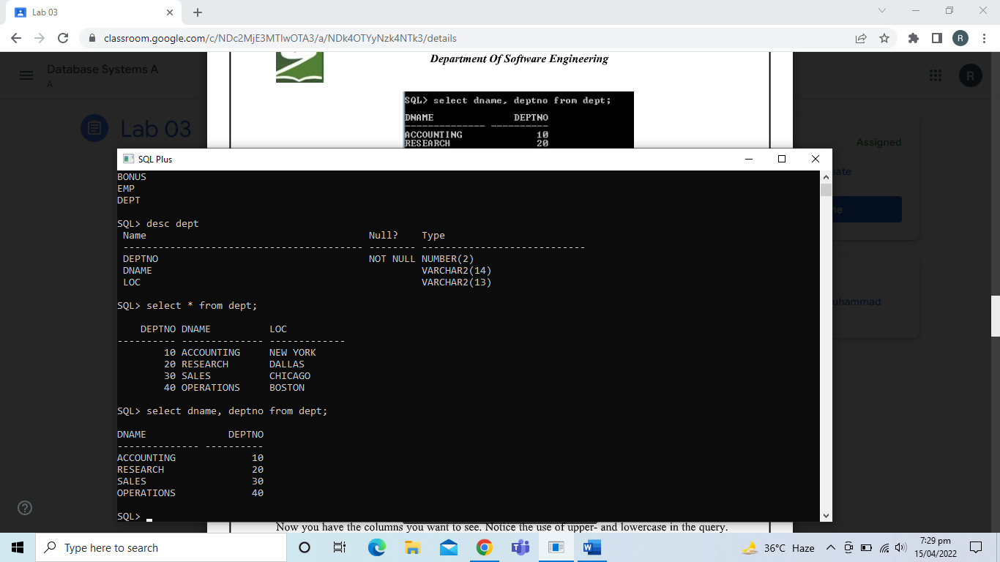 Lab 03
classroom.google.com/c/NDc2MjE3MTIwOTA3/a/NDk4OTYyNzk4NTk3/details
R
Department Of Software Engineering
Database Systems A
A
R
SQL> select dname, deptno from dept;
DNAME DEPTNO
-------------- ----------
ACCOUNTING 10
RESEARCH 20
Lab 03
Assigned
SQL Plus
BONUS
EMP
DEPT
SQL> desc dept
Name Null? Type
----------------------------------------- -------- ----------------------------
DEPTNO NOT NULL NUMBER(2)
DNAME VARCHAR2(14)
LOC VARCHAR2(13)
SQL> select * from dept;
DEPTNO DNAME LOC
---------- -------------- -------------
10 ACCOUNTING NEW YORK
20 RESEARCH DALLAS
30 SALES CHICAGO
40 OPERATIONS BOSTON
SQL> select dname, deptno from dept;
DNAME DEPTNO
-------------- ----------
ACCOUNTING 10
RESEARCH 20
SALES 30
OPERATIONS 40
SQL>
Now you have the columns you want to see. Notice the use of upper- and lowercase in the query.
Type here to search
36°C Haze
7:29 pm
15/04/2022